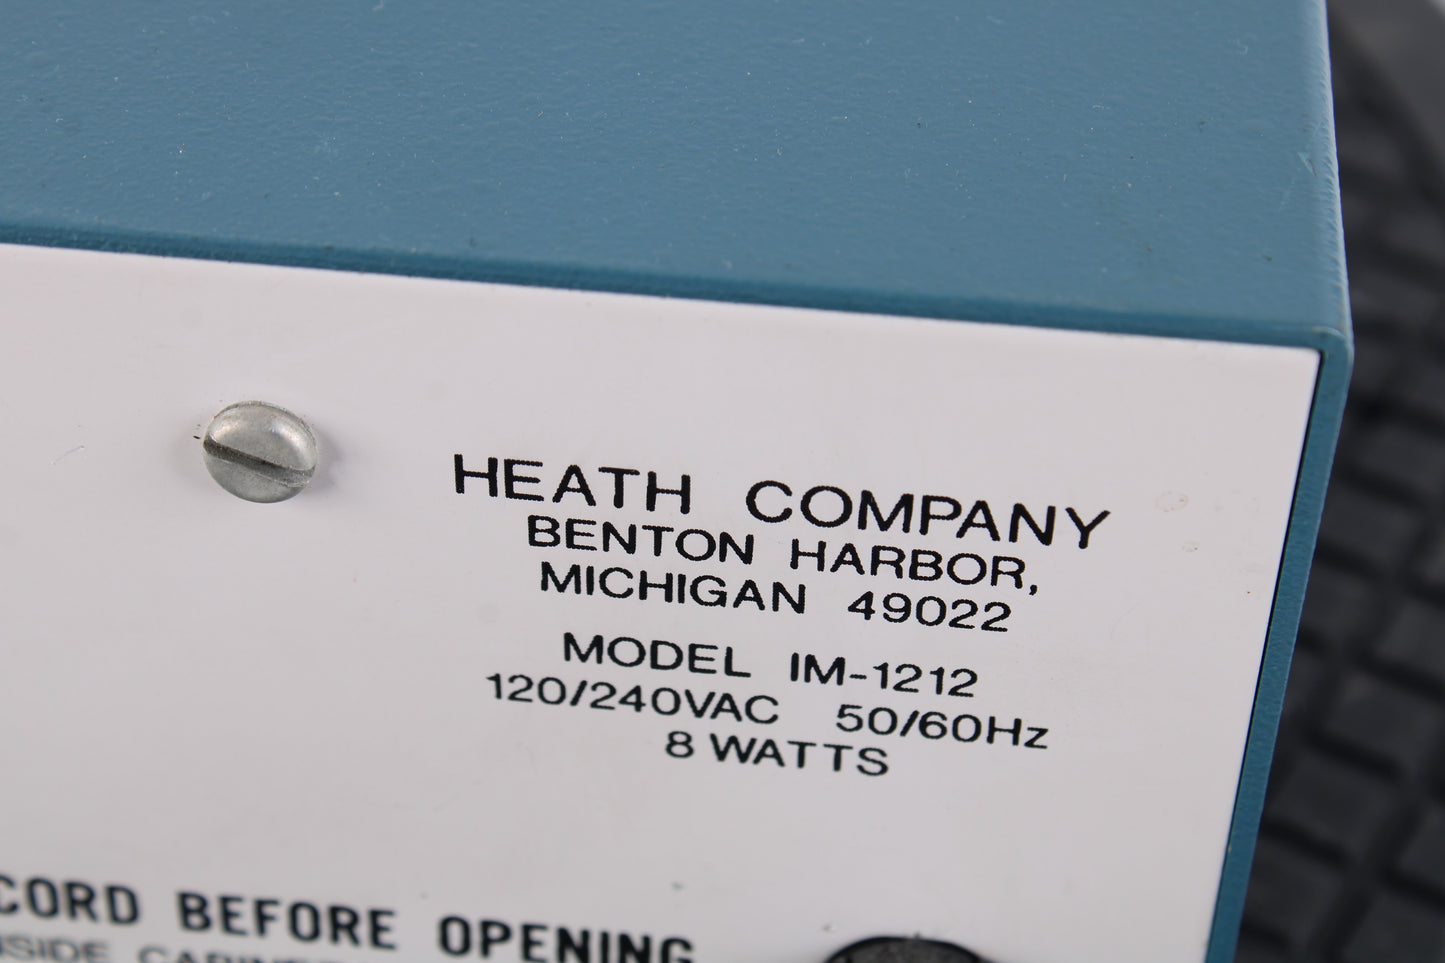 HEATH COMPANY
BENTON HARBOR,
MICHIGAN 49022
MODEL IM-1212
120/240VAC 50/60Hz
8 WATTS
CORD BEFORE OPENING